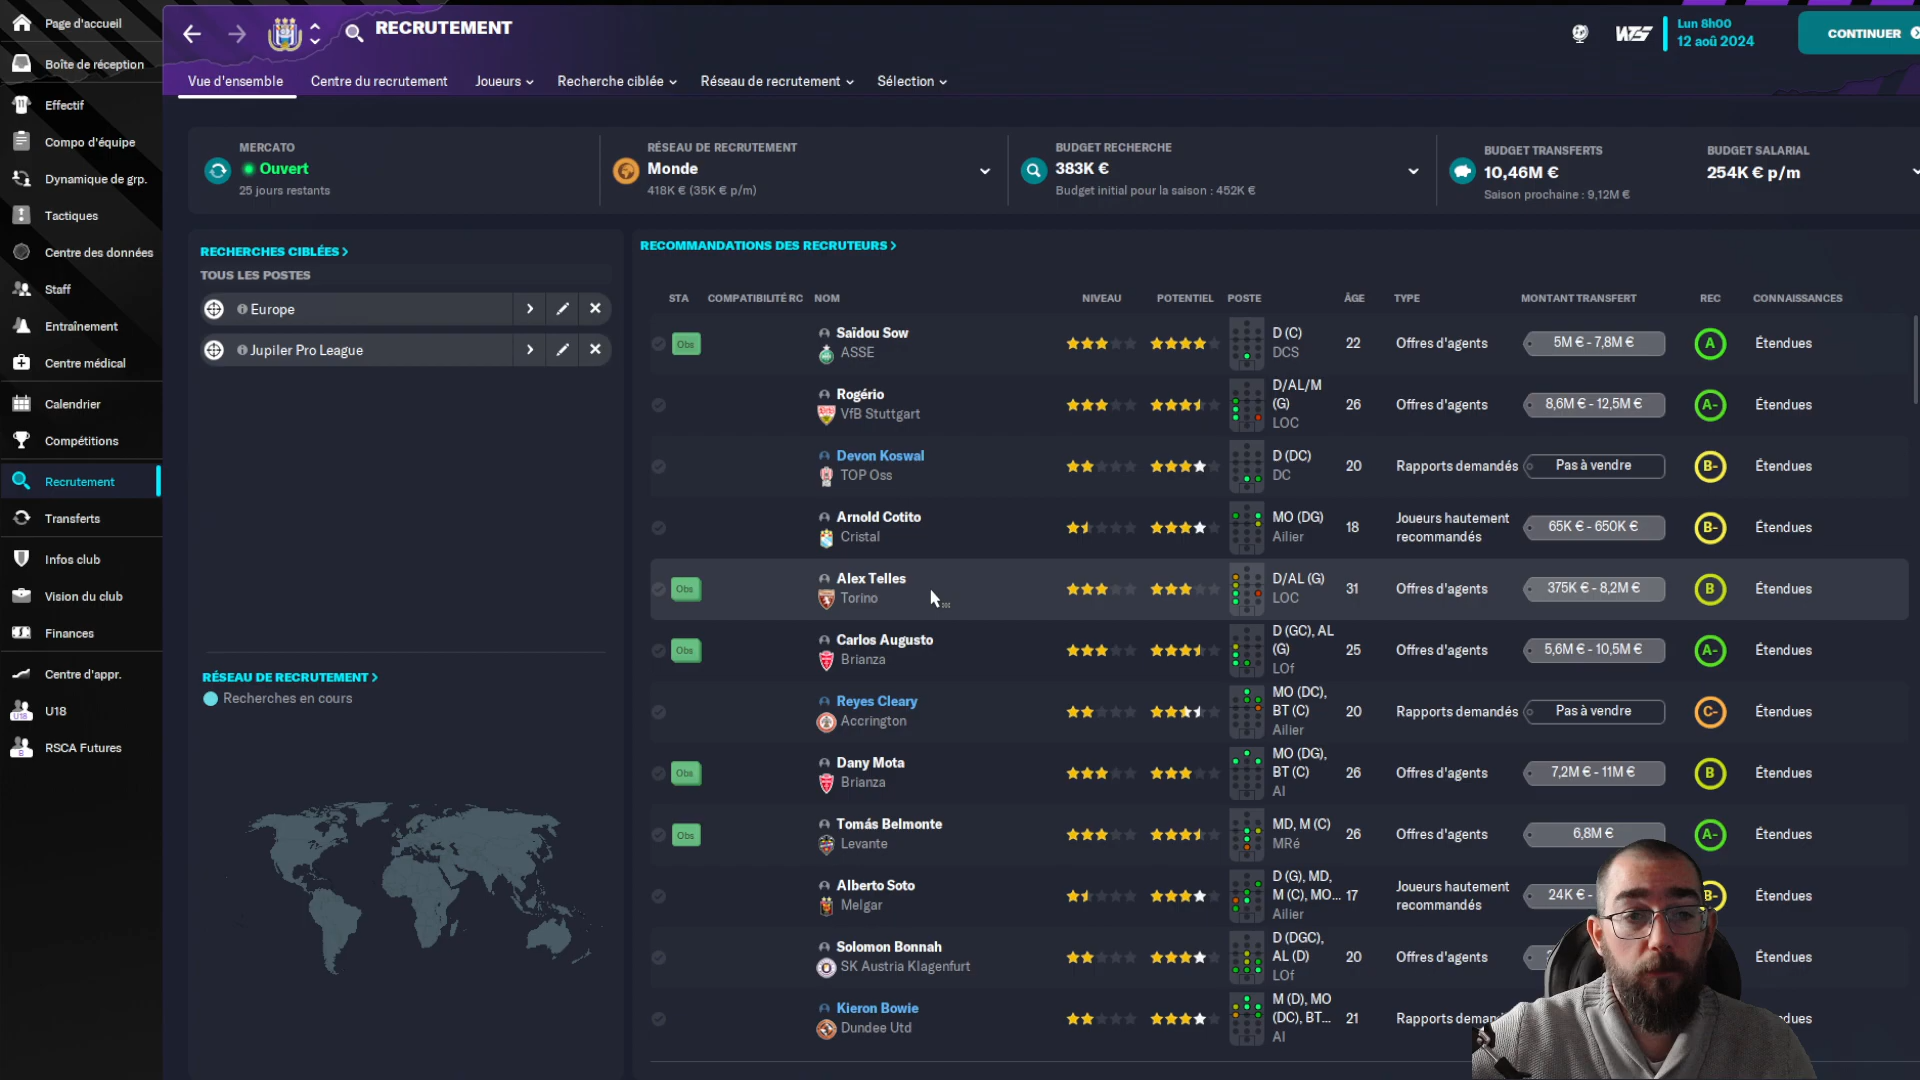 Page d'accueil
Boîte de réception
Effectif
Compo d'équipe
Dynamique de grp.
Tactiques
Centre des données
Staff
Entraînement
Centre médical
Calendrier
Compétitions
Recrutement
Transferts
Infos club
Vision du club
Finances
Centre d'appr.
U18
RSCA Futures
RECRUTEMENT
Lun 8h00
12 aoû 2024
CONTINUER
Vue d'ensemble
Centre du recrutement
Joueurs
Recherche ciblée
Réseau de recrutement
Sélection
MERCATO
Ouvert
25 jours restants
RÉSEAU DE RECRUTEMENT
Monde
418K € (35K € p/m)
BUDGET RECHERCHE
383K €
Budget initial pour la saison : 452K €
BUDGET TRANSFERTS
10,46M €
Saison prochaine : 9,12M €
BUDGET SALARIAL
254K € p/m
RECHERCHES CIBLÉES >
TOUS LES POSTES
Europe
Jupiler Pro League
RÉSEAU DE RECRUTEMENT >
Recherches en cours
RECOMMANDATIONS DES RECRUTEURS >
STA COMPATIBILITÉ RC NOM NIVEAU POTENTIEL POSTE ÂGE TYPE MONTANT TRANSFERT REC CONNAISSANCES
Obs Saïdou Sow D (C) 22 Offres d'agents 5M € - 7,8M € A Étendues
ASSE DCS
Rogério D/AL/M (G) 26 Offres d'agents 8,6M € - 12,5M € A- Étendues
VfB Stuttgart LOC
Devon Koswal D (DC) 20 Rapports demandés Pas à vendre B- Étendues
TOP Oss DC
Arnold Cotito MO (DG) 18 Joueurs hautement recommandés 65K € - 650K € B- Étendues
Cristal Ailier
Obs Alex Telles D/AL (G) 31 Offres d'agents 375K € - 8,2M € B Étendues
Torino LOC
Obs Carlos Augusto D (GC), AL (G) 25 Offres d'agents 5,6M € - 10,5M € A- Étendues
Brianza LOf
Reyes Cleary MO (DC), BT (C) 20 Rapports demandés Pas à vendre C- Étendues
Accrington Ailier
Obs Dany Mota MO (DG), BT (C) 26 Offres d'agents 7,2M € - 11M € B Étendues
Brianza AI
Obs Tomás Belmonte MD, M (C) 26 Offres d'agents 6,8M € A- Étendues
Levante MRé
Alberto Soto D (G), MD, M (C), MO... 17 Joueurs hautement recommandés 24K € - B- Étendues
Melgar Ailier
Solomon Bonnah D (DGC), AL (D) 20 Offres d'agents Étendues
SK Austria Klagenfurt LOf
Kieron Bowie M (D), MO (DC), BT... 21 Rapports
Dundee Utd AI